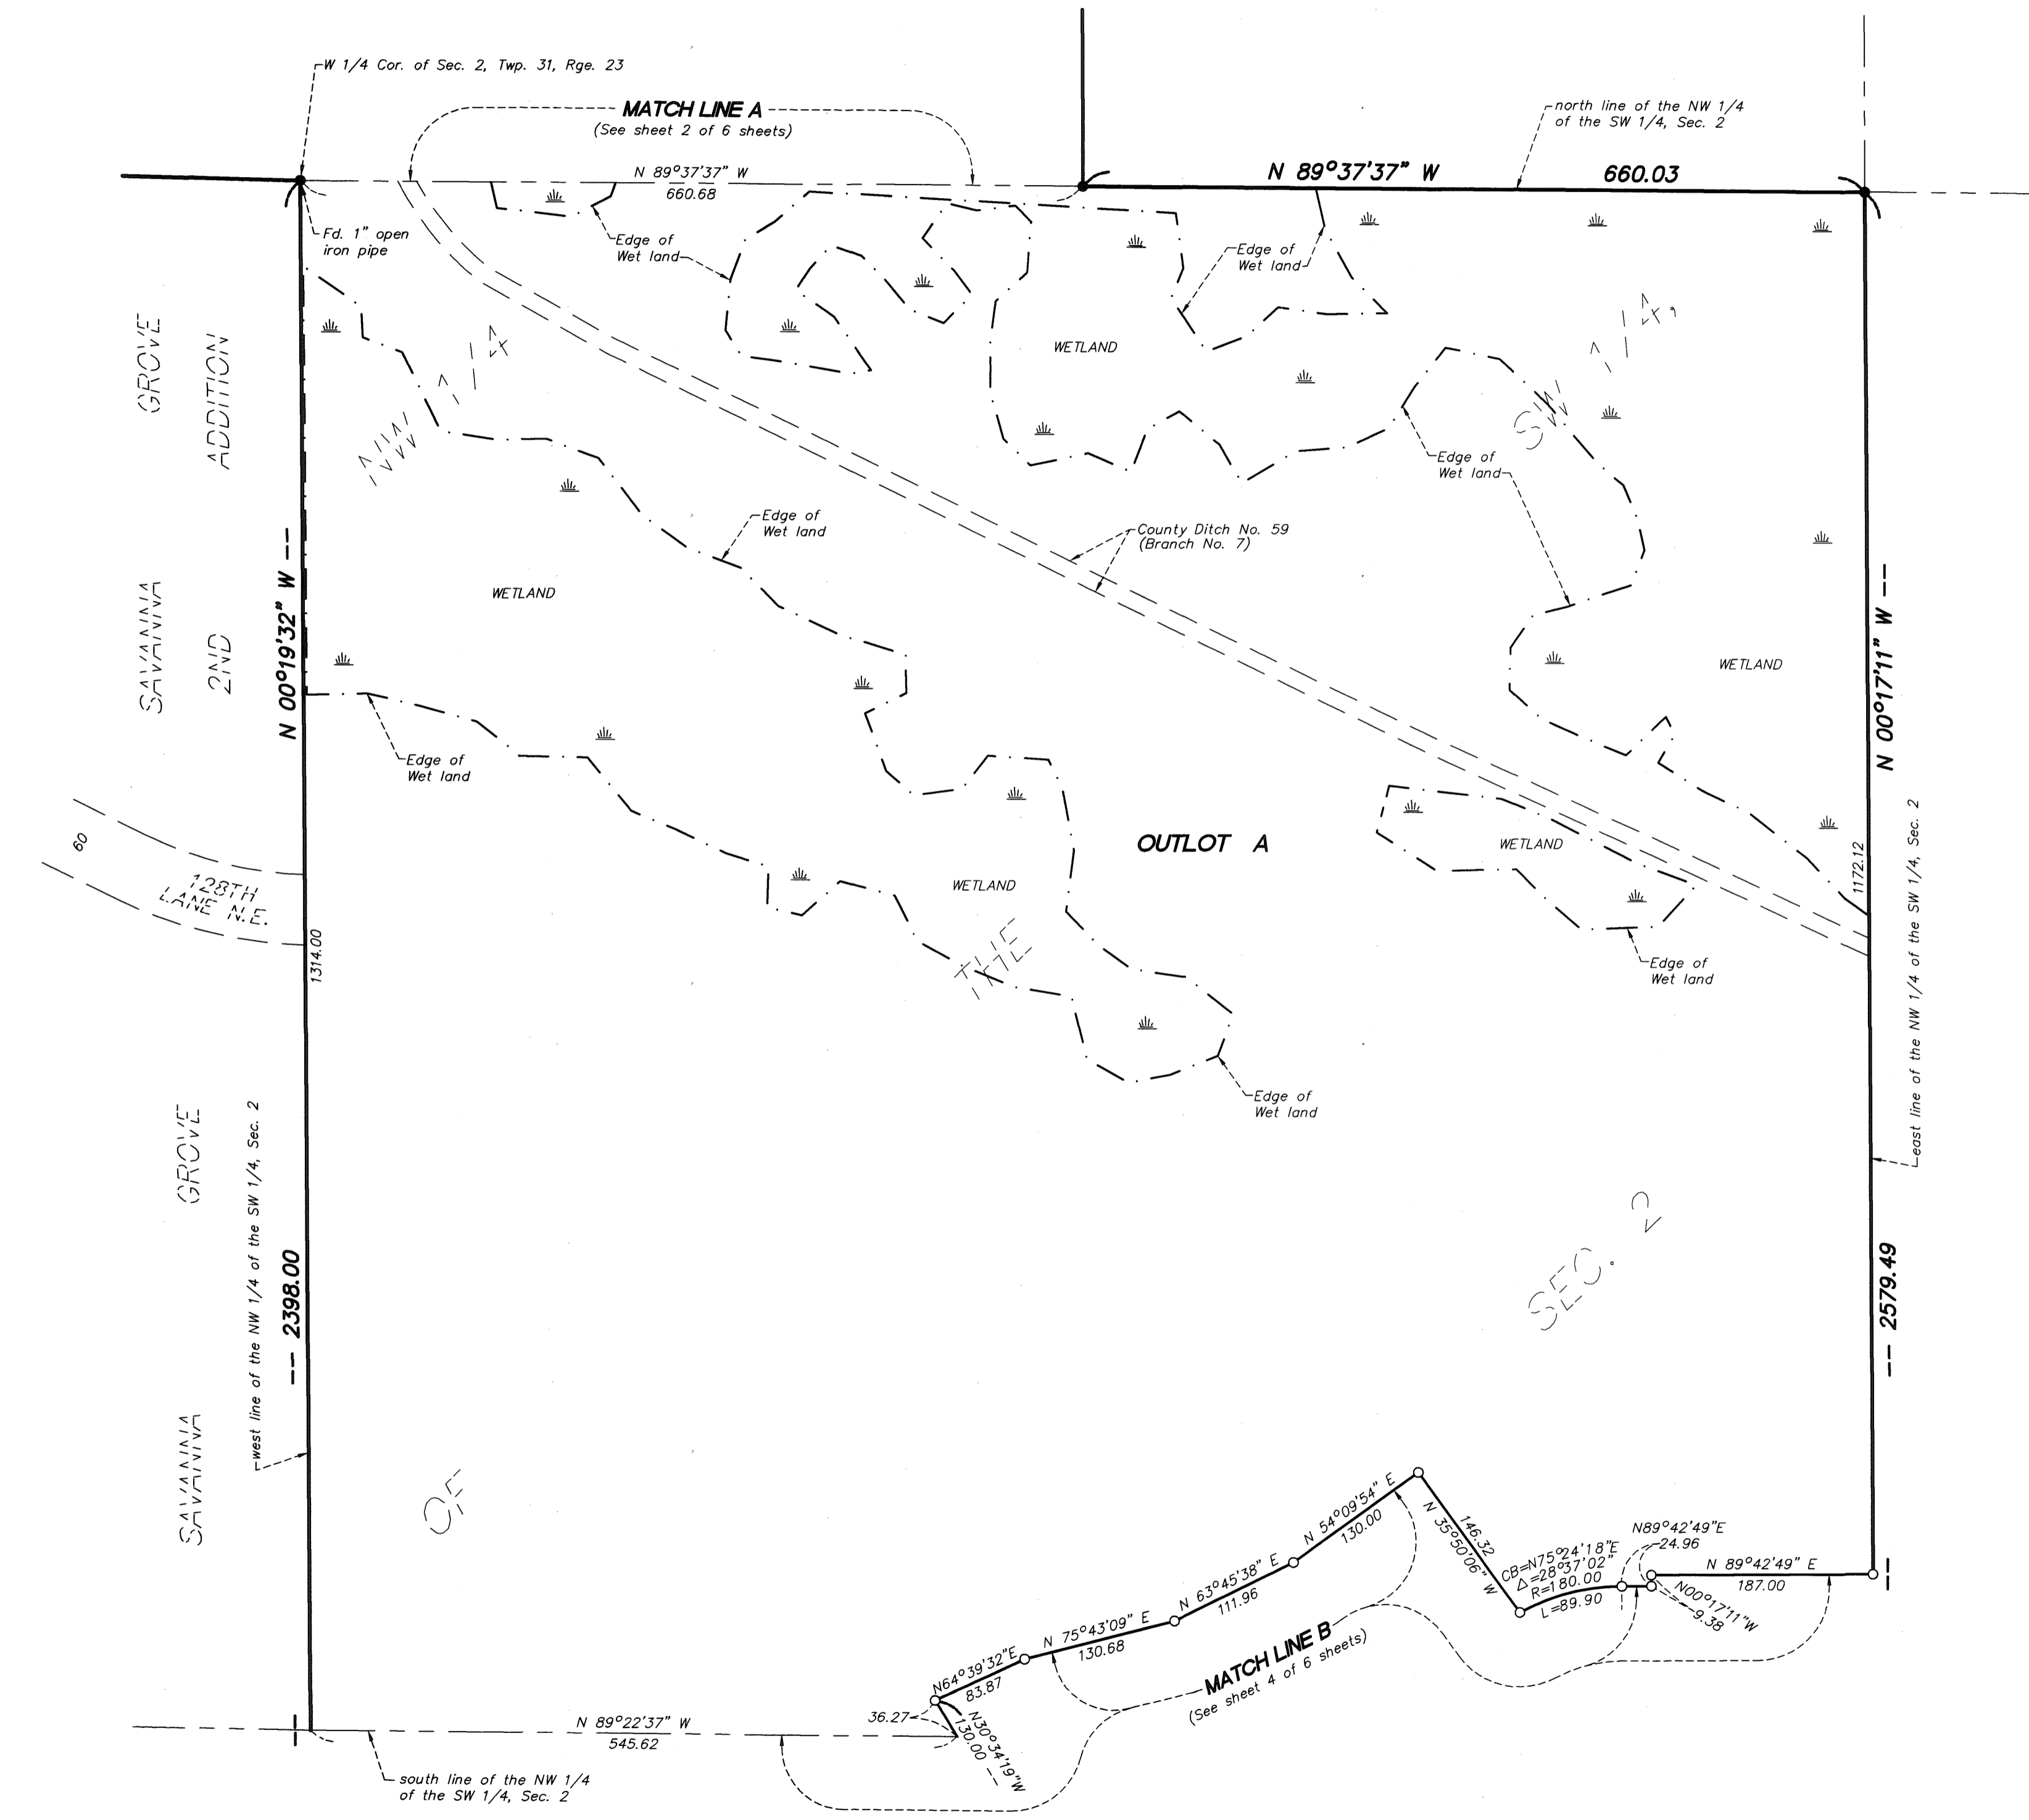 W 1/4 Cor. of Sec. 2, Twp. 31, Rge. 23
MATCH LINE A
(See sheet 2 of 6 sheets)
north line of the NW 1/4
of the SW 1/4, Sec. 2
N 89°37'37" W
660.68
N 89°37'37" W 660.03
Fd. 1" open
iron pipe
Edge of
Wet land
Edge of
Wet land
WETLAND
NW 1/4
SW 1/4,
SAVANNA GROVE
2ND ADDITION
N 00°19'32" W --
Edge of
Wet land
Edge of
Wet land
County Ditch No. 59
(Branch No. 7)
WETLAND
WETLAND
N 00°17'11" W --
Edge of
Wet land
60
128TH
LANE N.E.
OUTLOT A
WETLAND
WETLAND
1172.12
1314.00
THE
Edge of
Wet land
east line of the NW 1/4 of the SW 1/4, Sec. 2
Edge of
Wet land
SAVANNA GROVE
west line of the NW 1/4 of the SW 1/4, Sec. 2
-- 2398.00
SEC. 2
-- 2579.49
OF
N 54°09'54" E
130.00
146.32
N 35°50'06" W
CB=N75°24'18"E
Δ=28°37'02"
R=180.00
L=89.90
N89°42'49"E
24.96
N 89°42'49" E
187.00
N00°17'11"W
9.38
N 63°45'38" E
111.96
N 75°43'09" E
130.68
MATCH LINE B
(See sheet 4 of 6 sheets)
N64°39'32"E
83.87
36.27
N30°34'19"W
130.00
N 89°22'37" W
545.62
south line of the NW 1/4
of the SW 1/4, Sec. 2